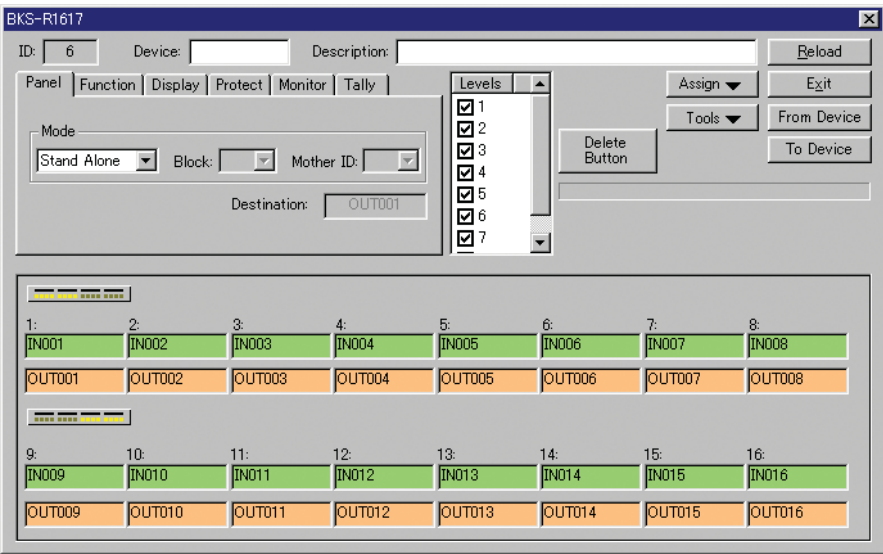 BKS-R1617
ID: 6 Device: Description: Reload
Panel Function Display Protect Monitor Tally Levels Assign Exit
Tools From Device
Mode
Stand Alone Block: Mother ID:
Destination: OUT001
1
2
3
4
5
6
7
Delete
Button
To Device
1: 2: 3: 4: 5: 6: 7: 8:
IN001 IN002 IN003 IN004 IN005 IN006 IN007 IN008
OUT001 OUT002 OUT003 OUT004 OUT005 OUT006 OUT007 OUT008
9: 10: 11: 12: 13: 14: 15: 16:
IN009 IN010 IN011 IN012 IN013 IN014 IN015 IN016
OUT009 OUT010 OUT011 OUT012 OUT013 OUT014 OUT015 OUT016